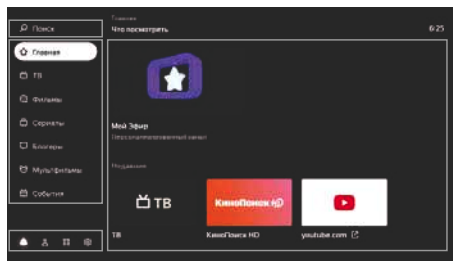 Поиск
Главная
ТВ
Фильмы
Сериалы
Блогеры
Мультфильмы
События
Главная
Что посмотреть
6:25
Мой Эфир
Персонализированный канал
Недавние
ТВ
КиноПоиск HD
ТВ
КиноПоиск HD
youtube.com